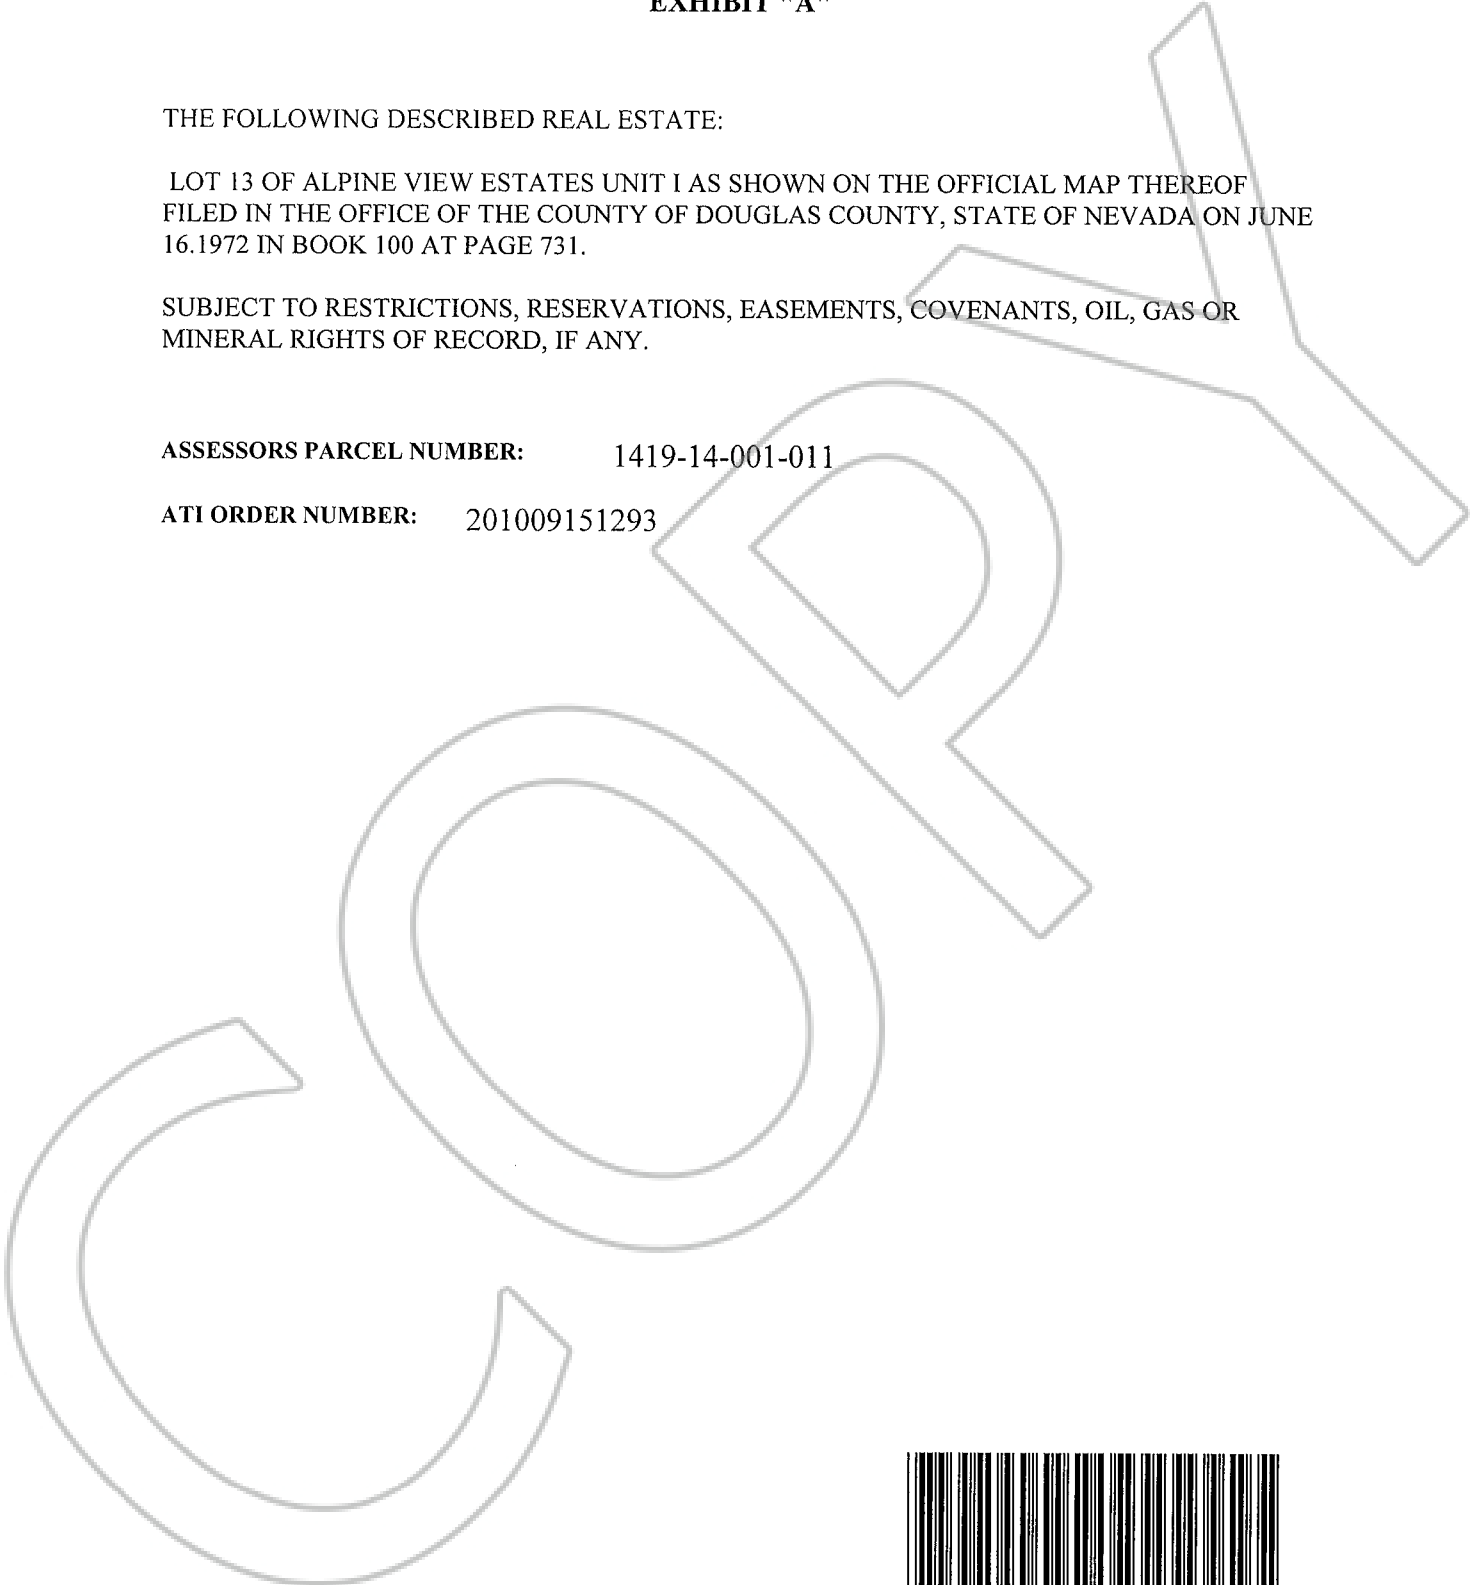 EXHIBIT "A"
THE FOLLOWING DESCRIBED REAL ESTATE:
LOT 13 OF ALPINE VIEW ESTATES UNIT I AS SHOWN ON THE OFFICIAL MAP THEREOF
FILED IN THE OFFICE OF THE COUNTY OF DOUGLAS COUNTY, STATE OF NEVADA ON JUNE
16.1972 IN BOOK 100 AT PAGE 731.
SUBJECT TO RESTRICTIONS, RESERVATIONS, EASEMENTS, COVENANTS, OIL, GAS OR
MINERAL RIGHTS OF RECORD, IF ANY.
ASSESSORS PARCEL NUMBER: 1419-14-001-011
ATI ORDER NUMBER: 201009151293
COPY